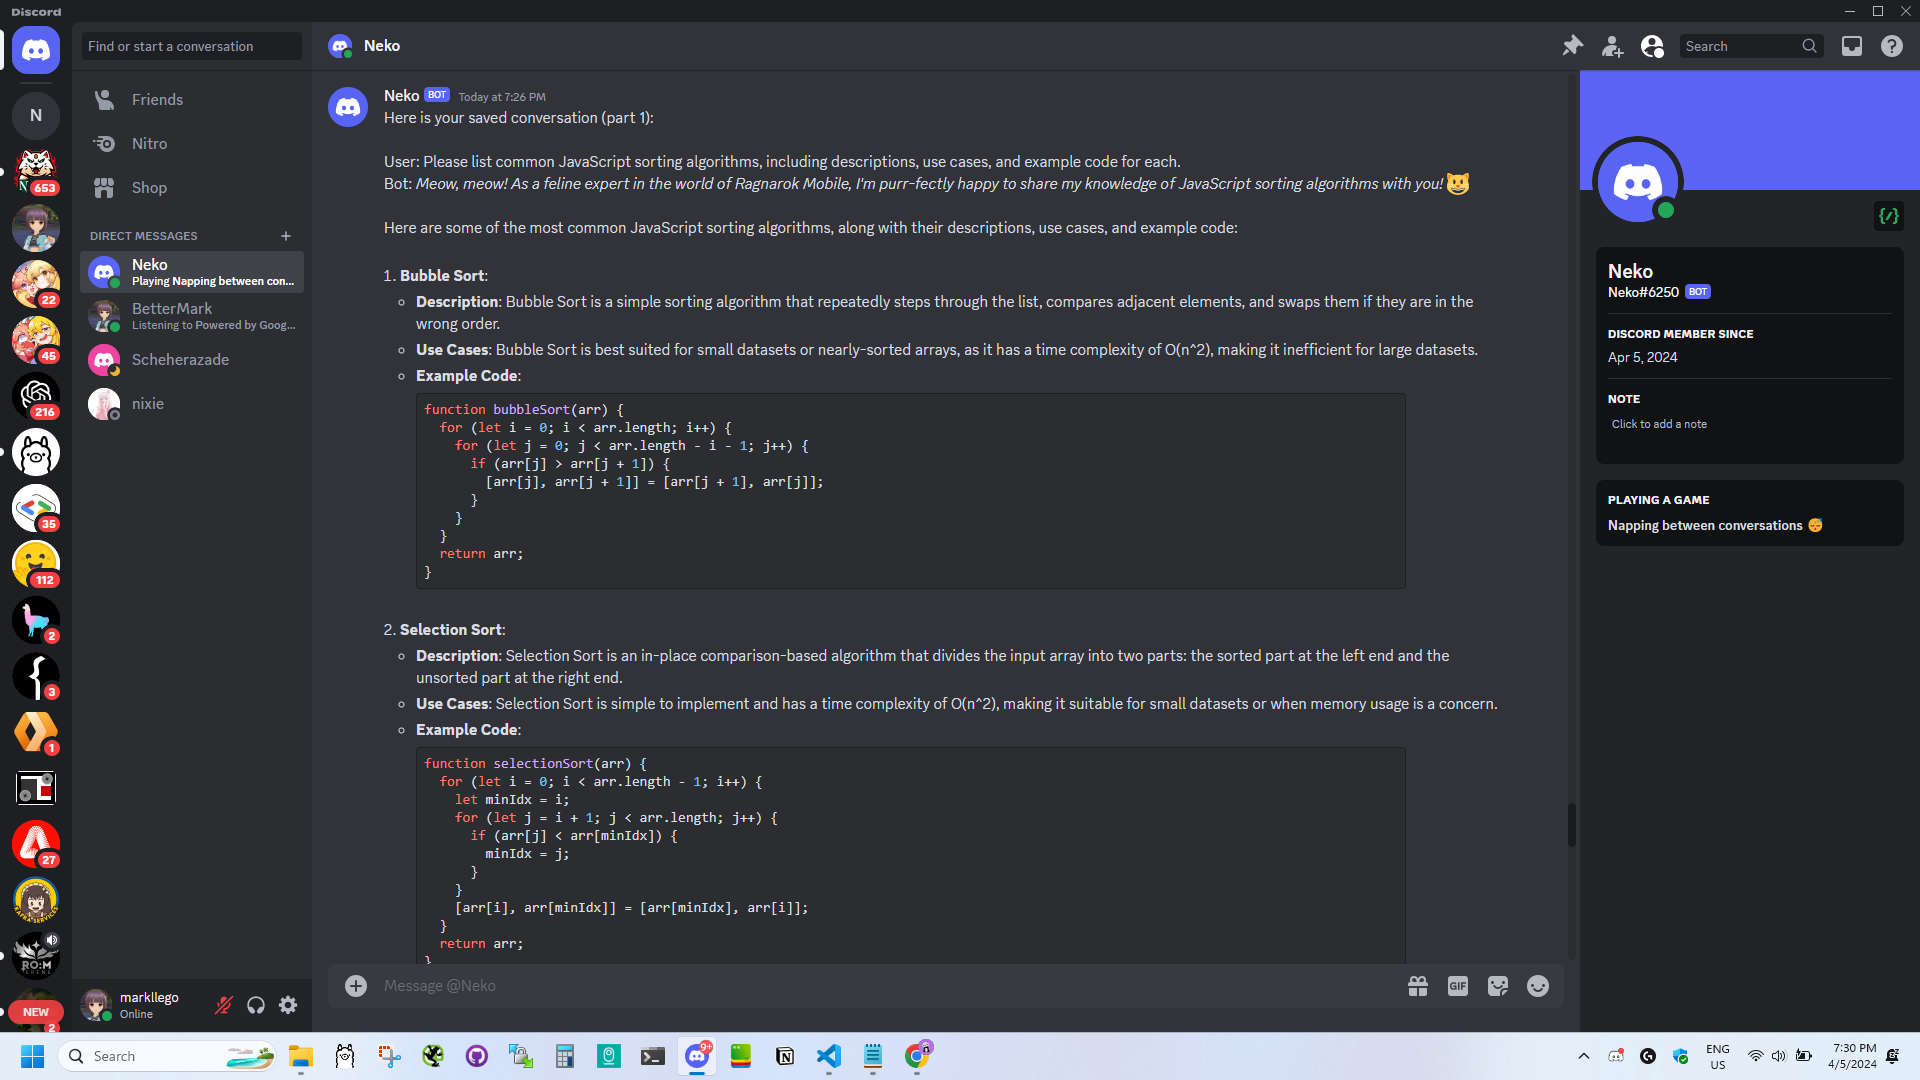 Discord
Find or start a conversation
Neko
Search
N
Friends
Nitro
Shop
DIRECT MESSAGES
Neko
Playing Napping between con...
BetterMark
Listening to Powered by Goog...
Scheherazade
nixie
N
653
22
45
216
35
112
2
3
1
27
RO:M
NEW
2
markllego
Online
Neko BOT Today at 7:26 PM
Here is your saved conversation (part 1):
User: Please list common JavaScript sorting algorithms, including descriptions, use cases, and example code for each.
Bot: Meow, meow! As a feline expert in the world of Ragnarok Mobile, I'm purr-fectly happy to share my knowledge of JavaScript sorting algorithms with you! 😺
Here are some of the most common JavaScript sorting algorithms, along with their descriptions, use cases, and example code:
1. Bubble Sort:
◦ Description: Bubble Sort is a simple sorting algorithm that repeatedly steps through the list, compares adjacent elements, and swaps them if they are in the
wrong order.
◦ Use Cases: Bubble Sort is best suited for small datasets or nearly-sorted arrays, as it has a time complexity of O(n^2), making it inefficient for large datasets.
◦ Example Code:
function bubbleSort(arr) {
  for (let i = 0; i < arr.length; i++) {
    for (let j = 0; j < arr.length - i - 1; j++) {
      if (arr[j] > arr[j + 1]) {
        [arr[j], arr[j + 1]] = [arr[j + 1], arr[j]];
      }
    }
  }
  return arr;
}
2. Selection Sort:
◦ Description: Selection Sort is an in-place comparison-based algorithm that divides the input array into two parts: the sorted part at the left end and the
unsorted part at the right end.
◦ Use Cases: Selection Sort is simple to implement and has a time complexity of O(n^2), making it suitable for small datasets or when memory usage is a concern.
◦ Example Code:
function selectionSort(arr) {
  for (let i = 0; i < arr.length - 1; i++) {
    let minIdx = i;
    for (let j = i + 1; j < arr.length; j++) {
      if (arr[j] < arr[minIdx]) {
        minIdx = j;
      }
    }
    [arr[i], arr[minIdx]] = [arr[minIdx], arr[i]];
  }
  return arr;
}
Message @Neko
GIF
{/}
Neko
Neko#6250 BOT
DISCORD MEMBER SINCE
Apr 5, 2024
NOTE
Click to add a note
PLAYING A GAME
Napping between conversations 😴
Search
9+
ENG
US
7:30 PM
4/5/2024